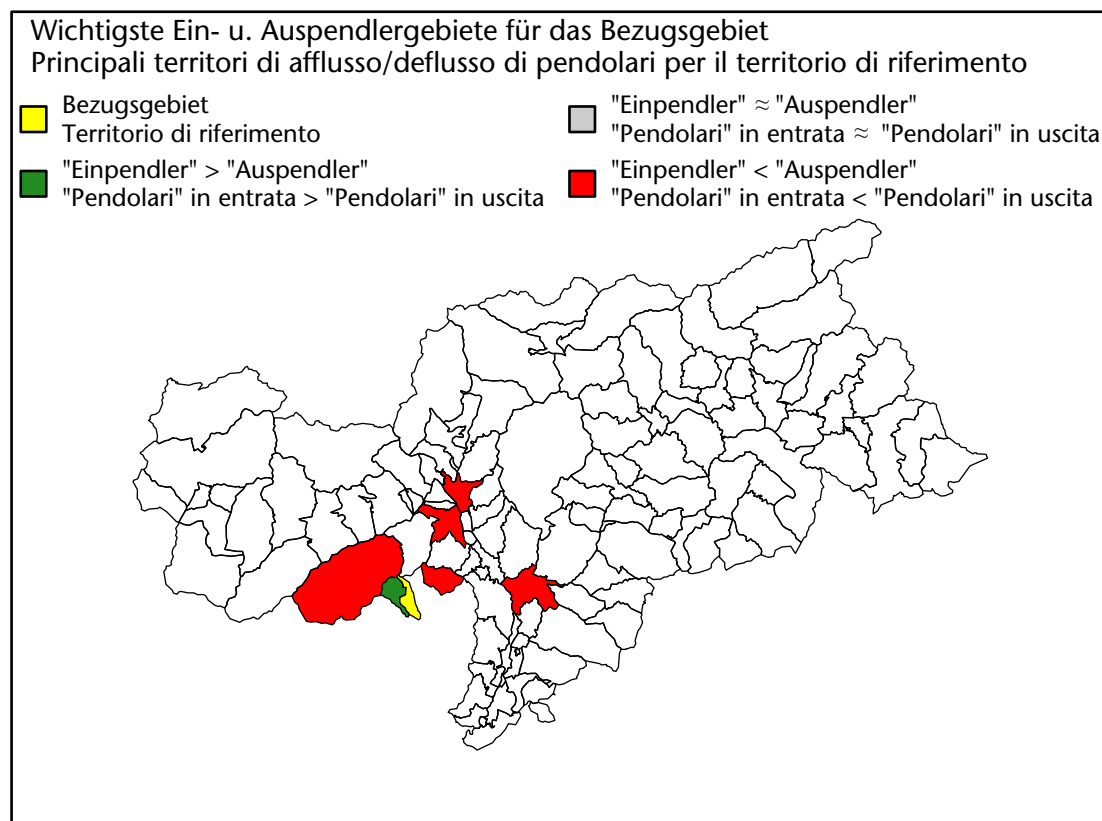 Wichtigste Ein- u. Auspendlergebiete für das Bezugsgebiet
Principali territori di afflusso/deflusso di pendolari per il territorio di riferimento
Bezugsgebiet
Territorio di riferimento
"Einpendler" > "Auspendler"
"Pendolari" in entrata > "Pendolari" in uscita
"Einpendler" ≈ "Auspendler"
"Pendolari" in entrata ≈ "Pendolari" in uscita
"Einpendler" < "Auspendler"
"Pendolari" in entrata < "Pendolari" in uscita